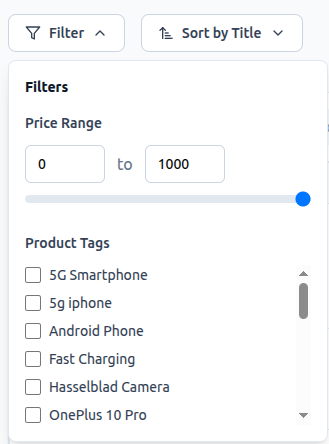 Filter
Sort by Title
Filters
Price Range
0 to 1000
Product Tags
5G Smartphone
5g iphone
Android Phone
Fast Charging
Hasselblad Camera
OnePlus 10 Pro